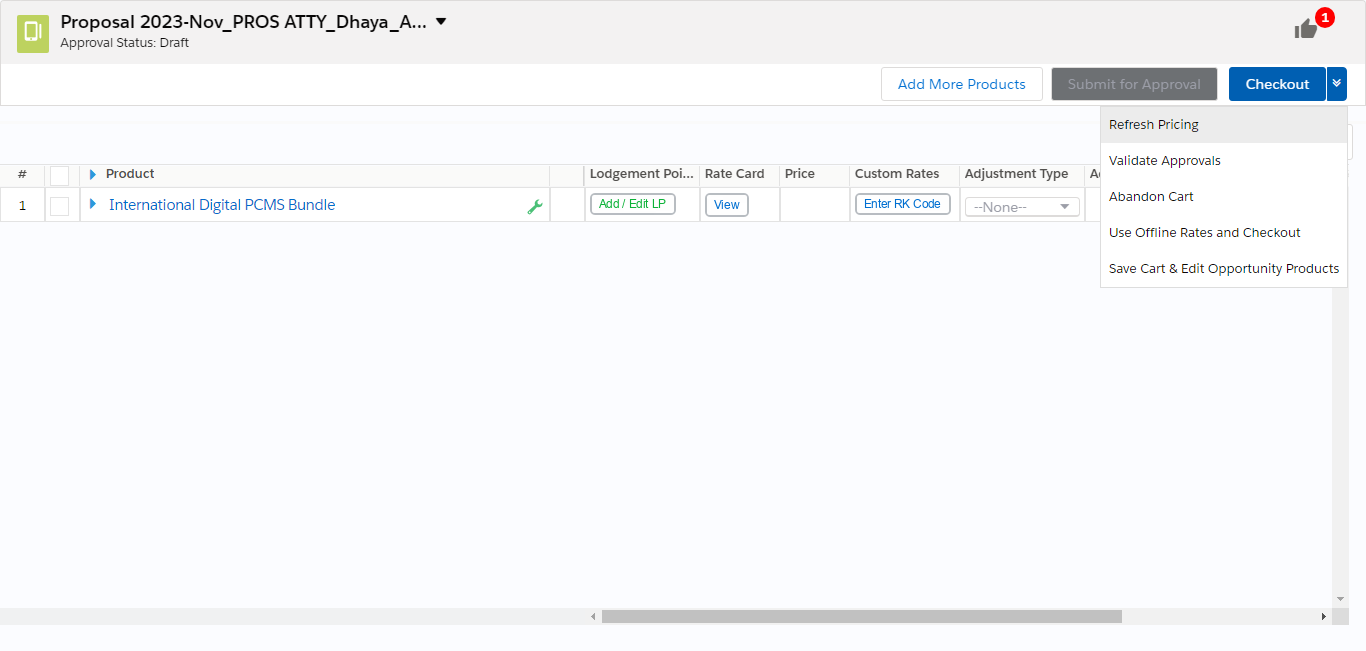 Proposal 2023-Nov_PROS ATTY_Dhaya_A...
Approval Status: Draft
1
Add More Products
Submit for Approval
Checkout
Refresh Pricing
Validate Approvals
Abandon Cart
Use Offline Rates and Checkout
Save Cart & Edit Opportunity Products
# Product Lodgement Poi... Rate Card Price Custom Rates Adjustment Type
1 International Digital PCMS Bundle Add / Edit LP View Enter RK Code --None--